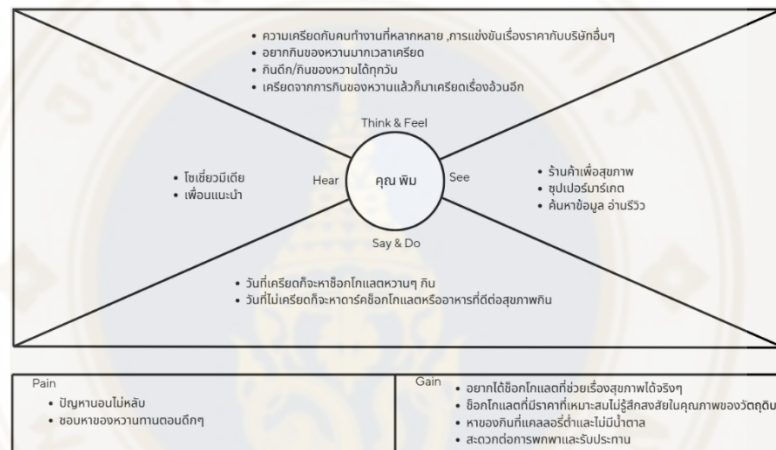 • ความเครียดกับคนทำงานที่หลากหลาย ,การแข่งขันเรื่องราคากับบริษัทอื่นๆ
• อยากกินของหวานมากเวลาเครียด
• กินดึก/กินของหวานได้ทุกวัน
• เครียดจากการกินของหวานแล้วก็มาเครียดเรื่องอ้วนอีก
Think & Feel
• โซเชี่ยวมีเดีย
• เพื่อนแนะนำ
Hear
คุณ พิม
See
• ร้านค้าเพื่อสุขภาพ
• ซุปเปอร์มาร์เกต
• ค้นหาข้อมูล อ่านรีวิว
Say & Do
• วันที่เครียดก็จะหาช็อกโกแลตหวานๆ กิน
• วันที่ไม่เครียดก็จะหาดาร์คช็อกโกแลตหรืออาหารที่ดีต่อสุขภาพกิน
Pain
• ปัญหานอนไม่หลับ
• ชอบหาของหวานทานตอนดึกๆ
Gain
• อยากได้ช็อกโกแลตที่ช่วยเรื่องสุขภาพได้จริงๆ
• ช็อกโกแลตที่มีราคาที่เหมาะสมไม่รู้สึกสงสัยในคุณภาพของวัตถุดิบ
• หาของกินที่แคลลอรี่ต่ำและไม่มีน้ำตาล
• สะดวกต่อการพกพาและรับประทาน